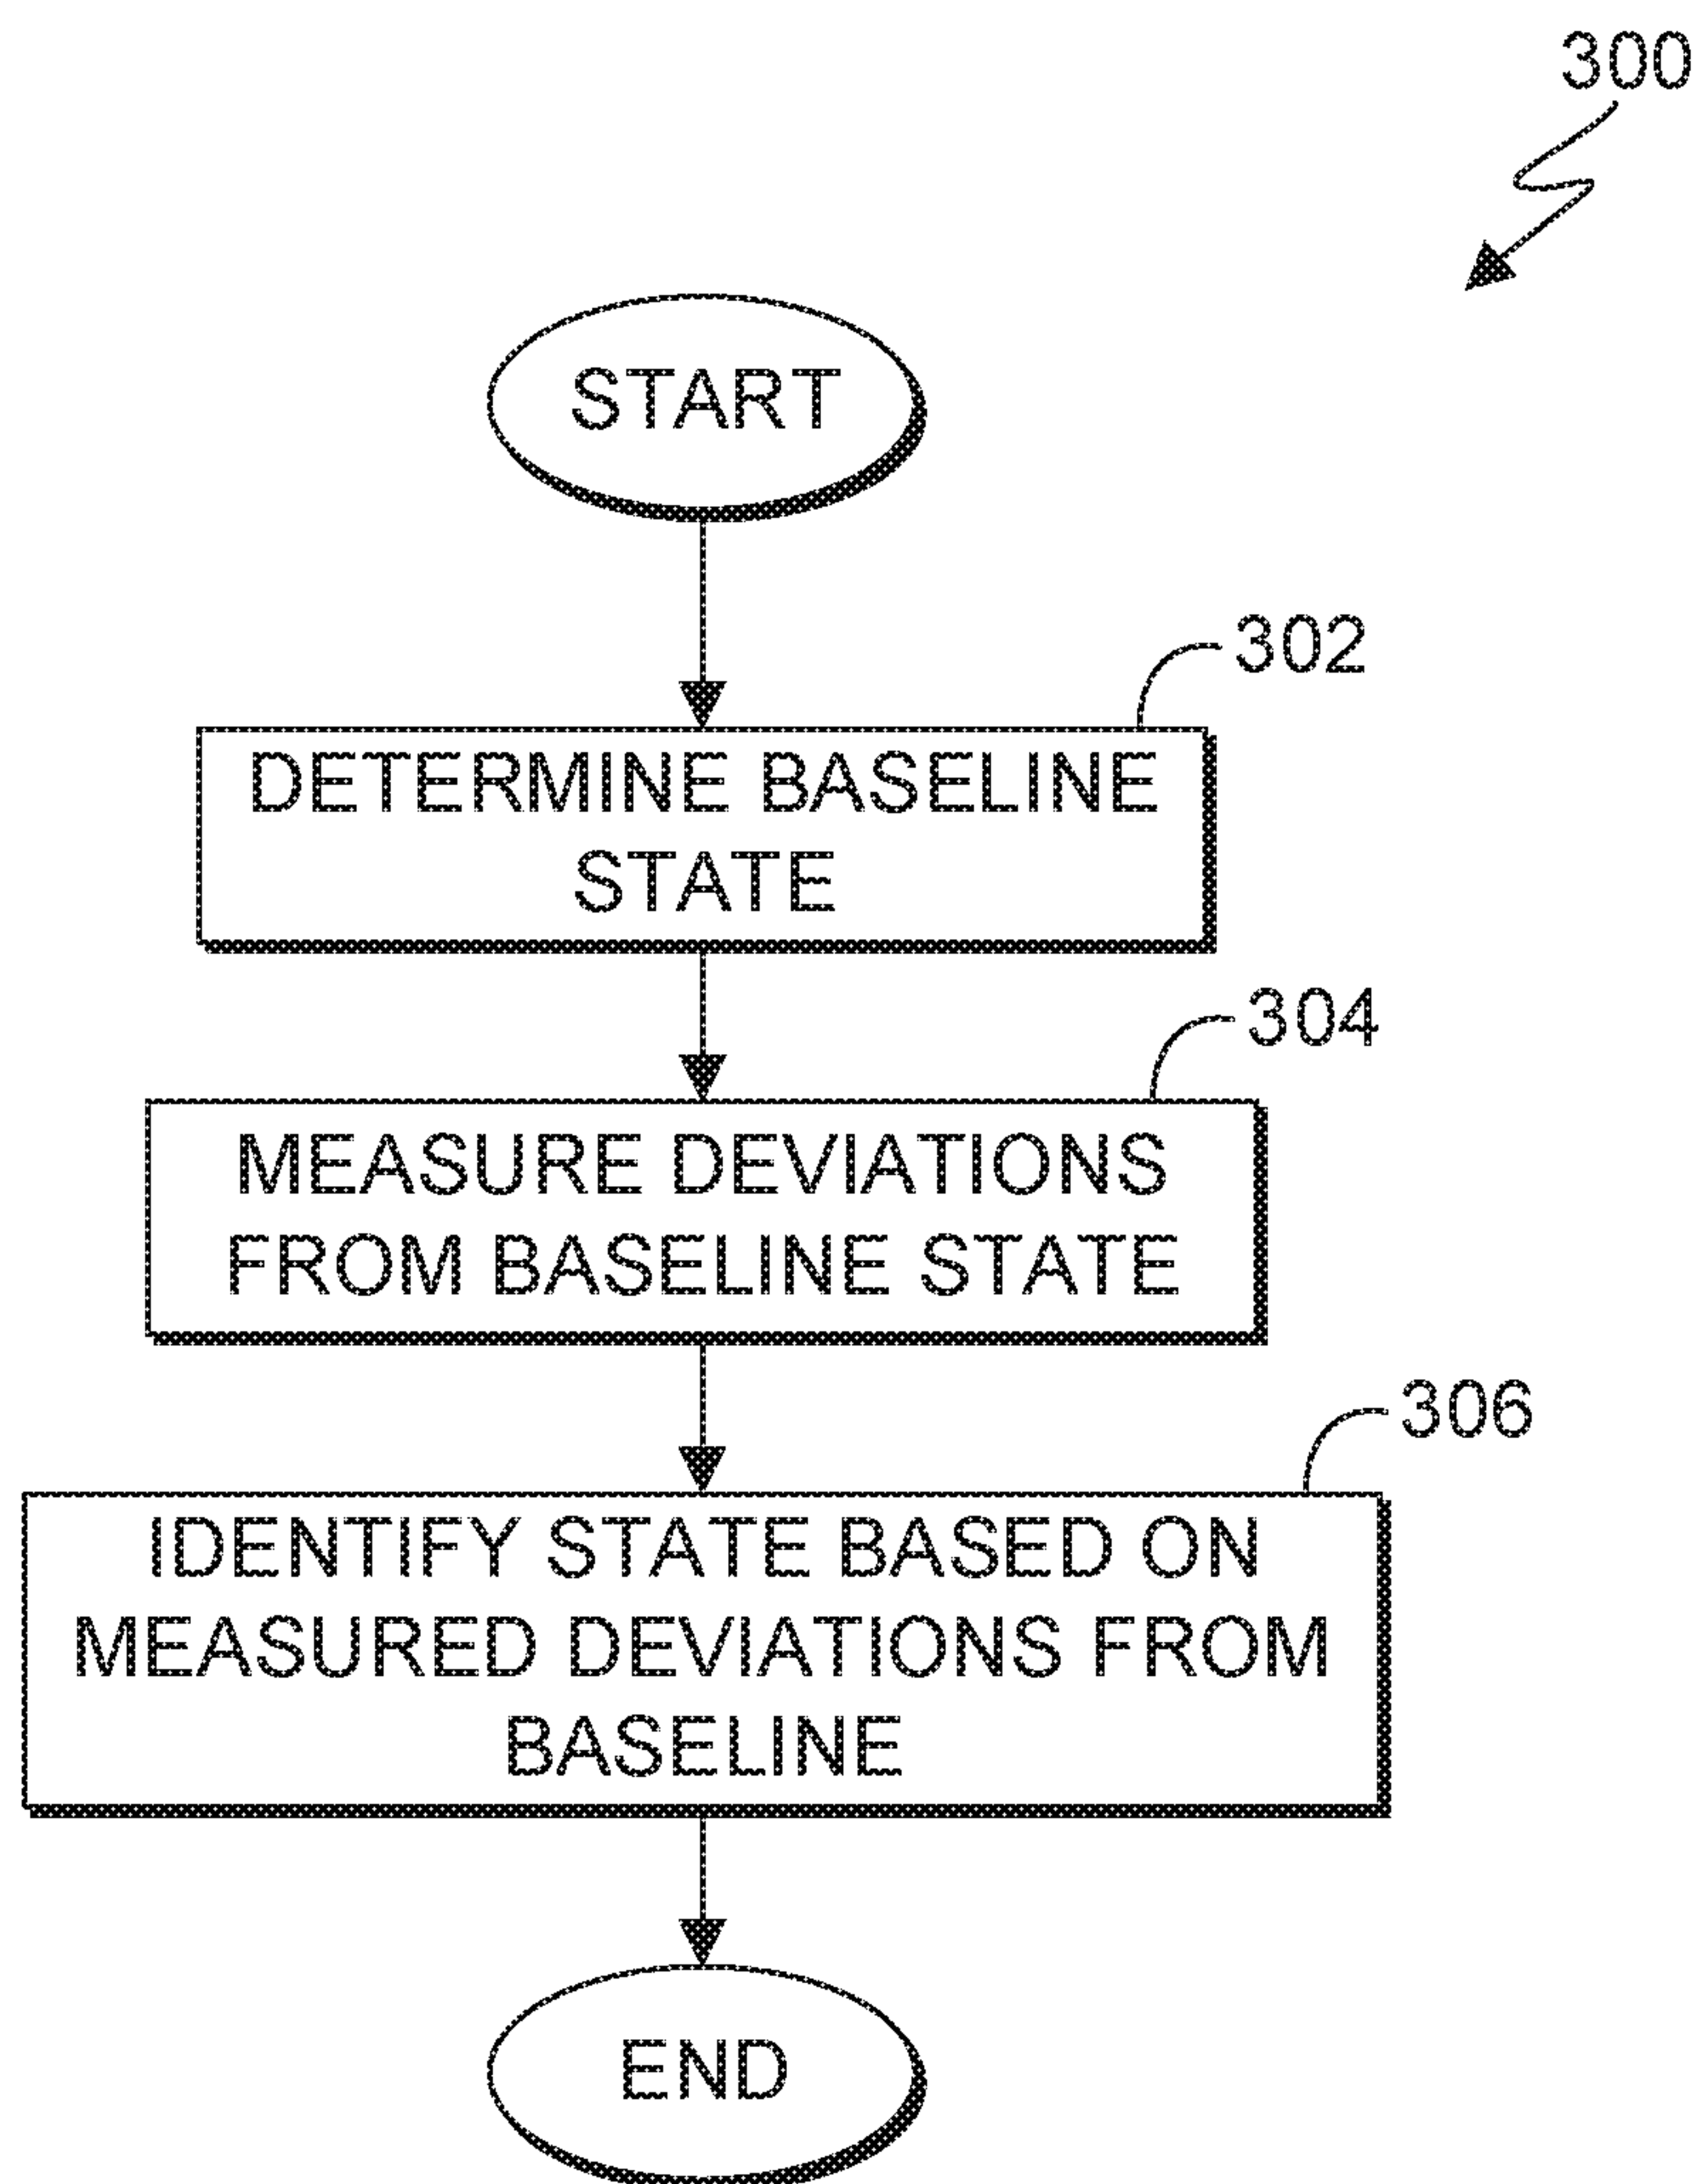 300
START
302
DETERMINE BASELINE
STATE
304
MEASURE DEVIATIONS
FROM BASELINE STATE
306
IDENTIFY STATE BASED ON
MEASURED DEVIATIONS FROM
BASELINE
END